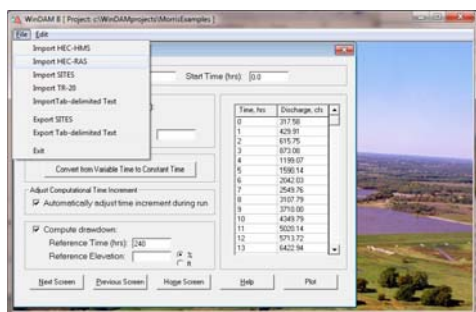 WinDAM B [ Project: c:\WinDAMprojects\MorrisExamples ]
File Edit
Import HEC-HMS
Import HEC-RAS
Import SITES
Import TR-20
ImportTab-delimited Text
Export SITES
Export Tab-delimited Text
Exit
Start Time (hrs): 0.0
Time, hrs Discharge, cfs
0 317.58
1 429.91
2 615.75
3 873.08
4 1199.07
5 1590.14
6 2042.03
7 2549.76
8 3107.79
9 3710.00
10 4349.79
11 5020.14
12 5713.72
13 6422.94
Convert from Variable Time to Constant Time
Adjust Computational Time Increment
Automatically adjust time increment during run
Compute drawdown:
Reference Time (hrs): 240
Reference Elevation: %
ft
Next Screen Previous Screen Home Screen Help Plot